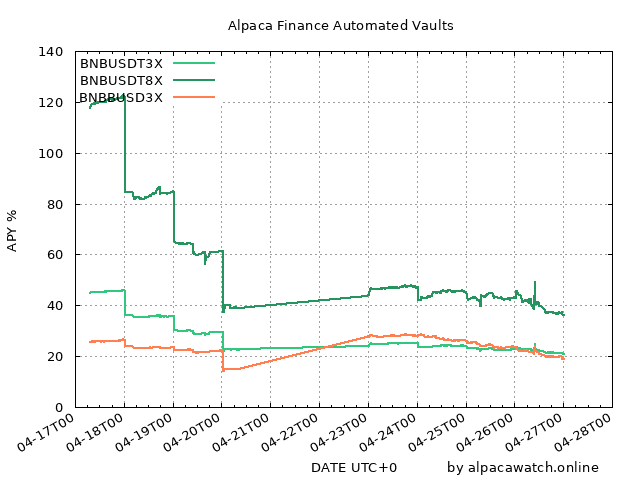 Alpaca Finance Automated Vaults
BNBUSDT3X
BNBUSDT8X
BNBBUSD3X
APY %
140
120
100
80
60
40
20
0
04-17T00
04-18T00
04-19T00
04-20T00
04-21T00
04-22T00
04-23T00
04-24T00
04-25T00
04-26T00
04-27T00
04-28T00
DATE UTC+0
by alpacawatch.online